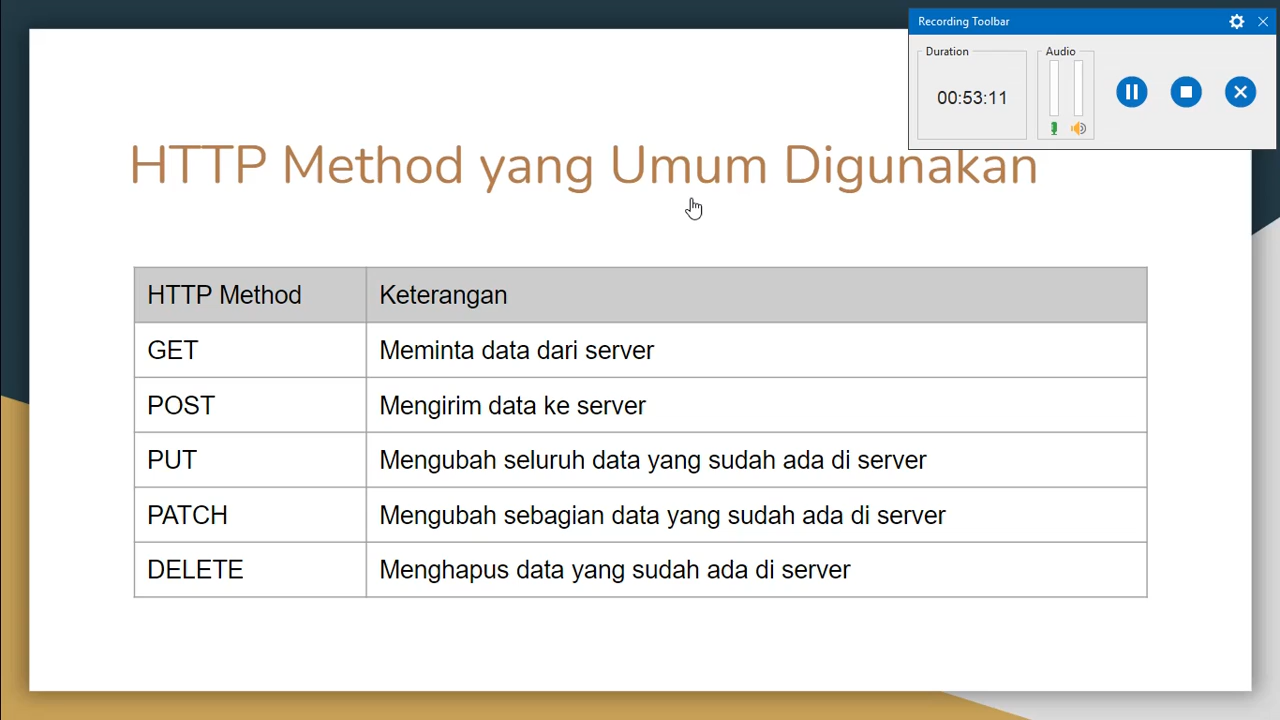 Recording Toolbar
Duration
Audio
00:53:11
HTTP Method yang Umum Digunakan
HTTP Method Keterangan
GET Meminta data dari server
POST Mengirim data ke server
PUT Mengubah seluruh data yang sudah ada di server
PATCH Mengubah sebagian data yang sudah ada di server
DELETE Menghapus data yang sudah ada di server